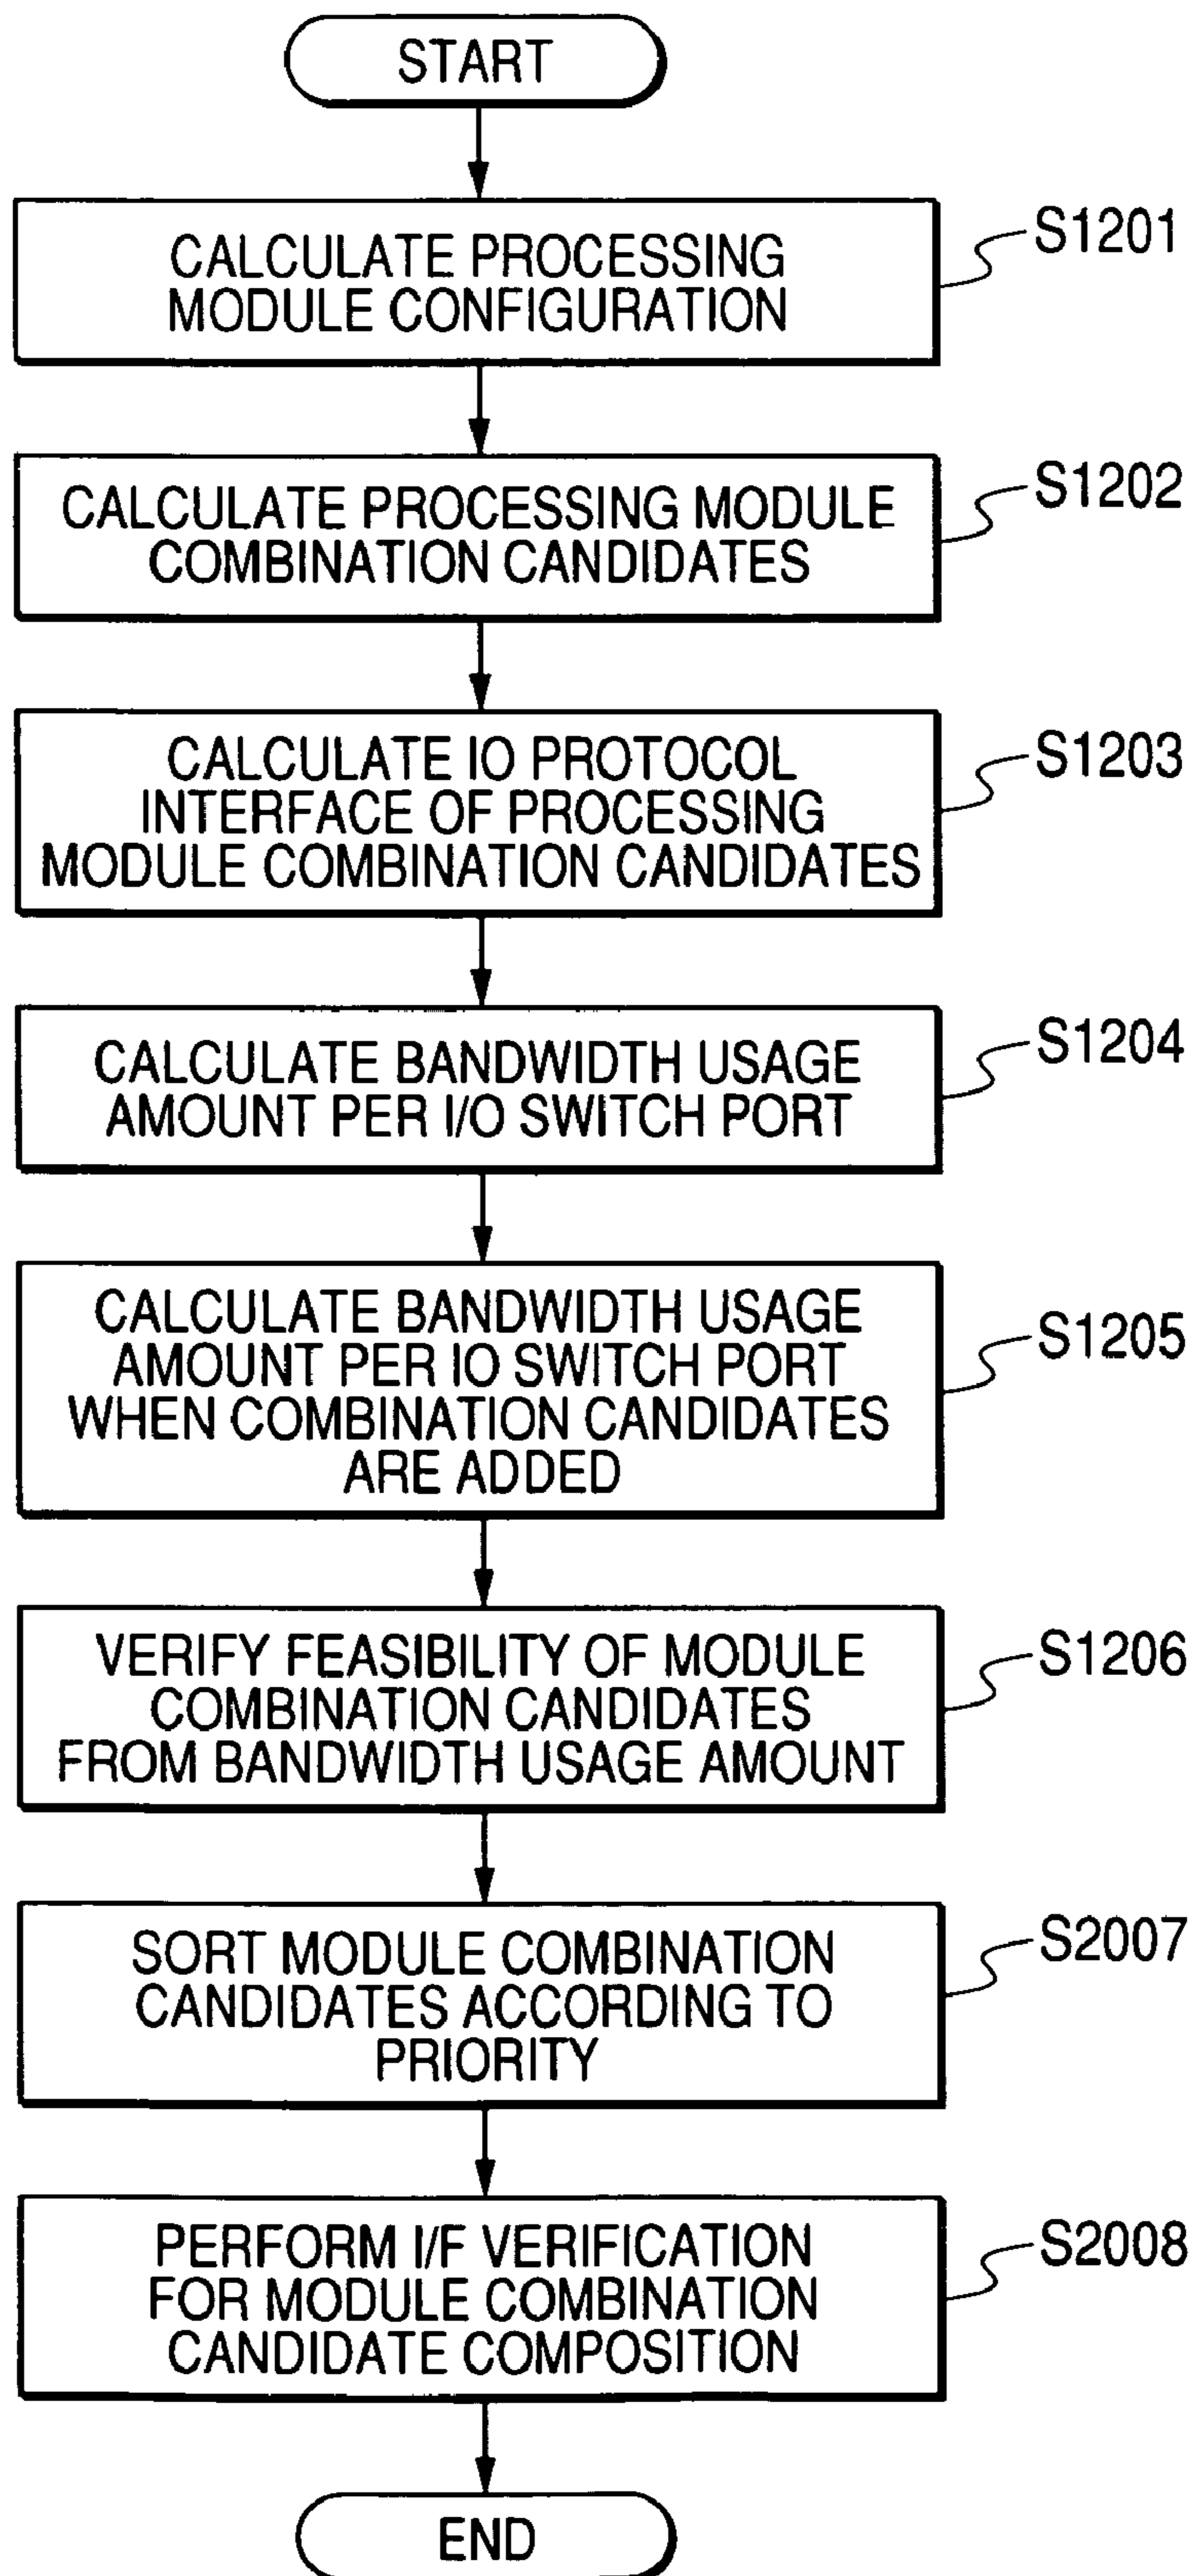 START
CALCULATE PROCESSING
MODULE CONFIGURATION
S1201
CALCULATE PROCESSING MODULE
COMBINATION CANDIDATES
S1202
CALCULATE IO PROTOCOL
INTERFACE OF PROCESSING
MODULE COMBINATION CANDIDATES
S1203
CALCULATE BANDWIDTH USAGE
AMOUNT PER I/O SWITCH PORT
S1204
CALCULATE BANDWIDTH USAGE
AMOUNT PER IO SWITCH PORT
WHEN COMBINATION CANDIDATES
ARE ADDED
S1205
VERIFY FEASIBILITY OF MODULE
COMBINATION CANDIDATES
FROM BANDWIDTH USAGE AMOUNT
S1206
SORT MODULE COMBINATION
CANDIDATES ACCORDING TO
PRIORITY
S2007
PERFORM I/F VERIFICATION
FOR MODULE COMBINATION
CANDIDATE COMPOSITION
S2008
END